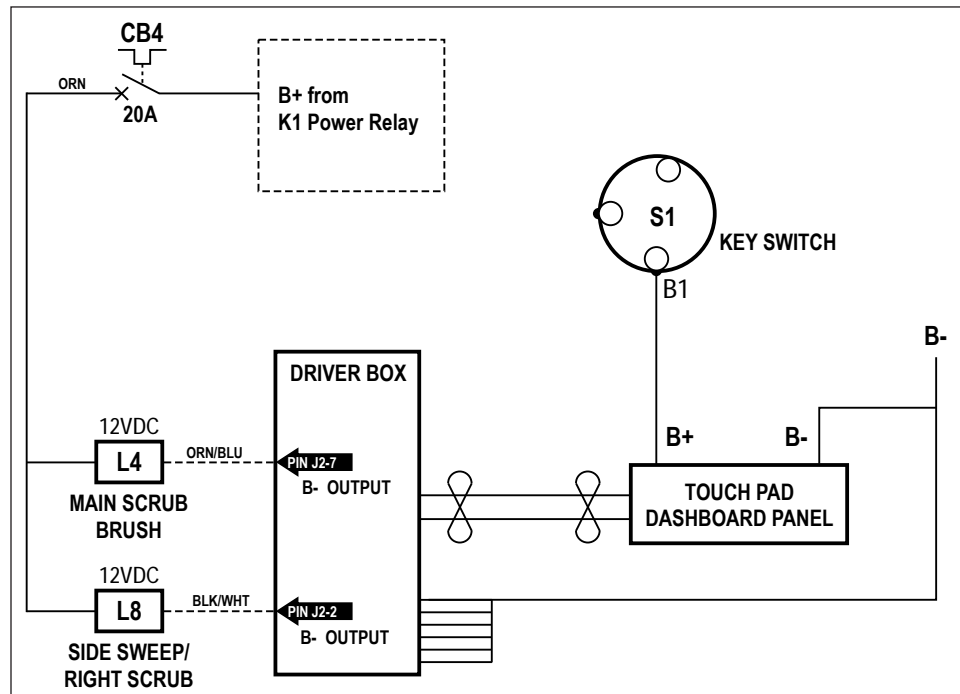 CB4
ORN
20A
B+ from
K1 Power Relay
S1
KEY SWITCH
B1
B-
DRIVER BOX
12VDC
L4
ORN/BLU
PIN J2-7
B- OUTPUT
MAIN SCRUB
BRUSH
B+
B-
TOUCH PAD
DASHBOARD PANEL
12VDC
L8
BLK/WHT
PIN J2-2
B- OUTPUT
SIDE SWEEP/
RIGHT SCRUB